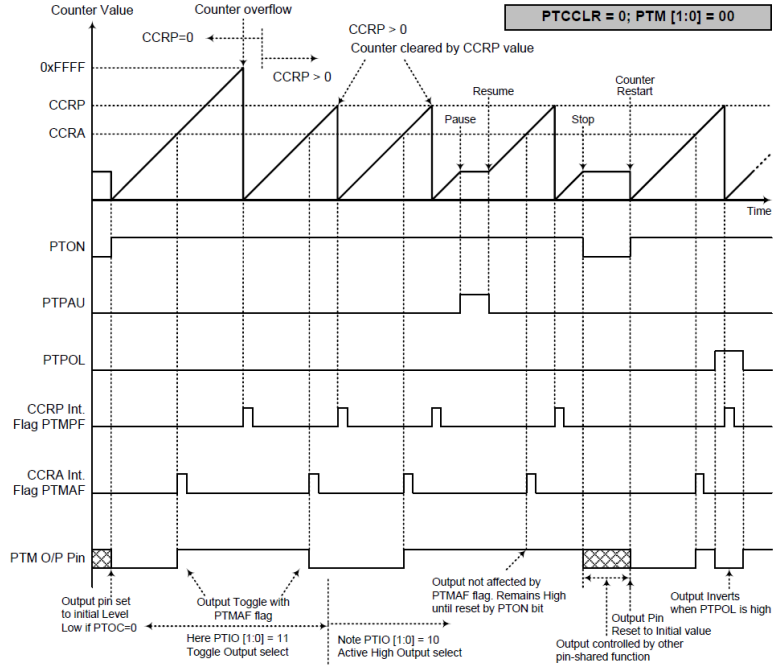 Counter Value
Counter overflow
PTCCLR = 0; PTM [1:0] = 00
CCRP=0
CCRP > 0
CCRP > 0
Counter cleared by CCRP value
0xFFFF
CCRP
CCRA
Pause
Resume
Stop
Counter
Restart
Time
PTON
PTPAU
PTPOL
CCRP Int.
Flag PTMPF
CCRA Int.
Flag PTMAF
PTM O/P Pin
Output pin set
to initial Level
Low if PTOC=0
Output Toggle with
PTMAF flag
Here PTIO [1:0] = 11
Toggle Output select
Note PTIO [1:0] = 10
Active High Output select
Output not affected by
PTMAF flag. Remains High
until reset by PTON bit
Output Pin
Reset to Initial value
Output controlled by other
pin-shared function
Output Inverts
when PTPOL is high